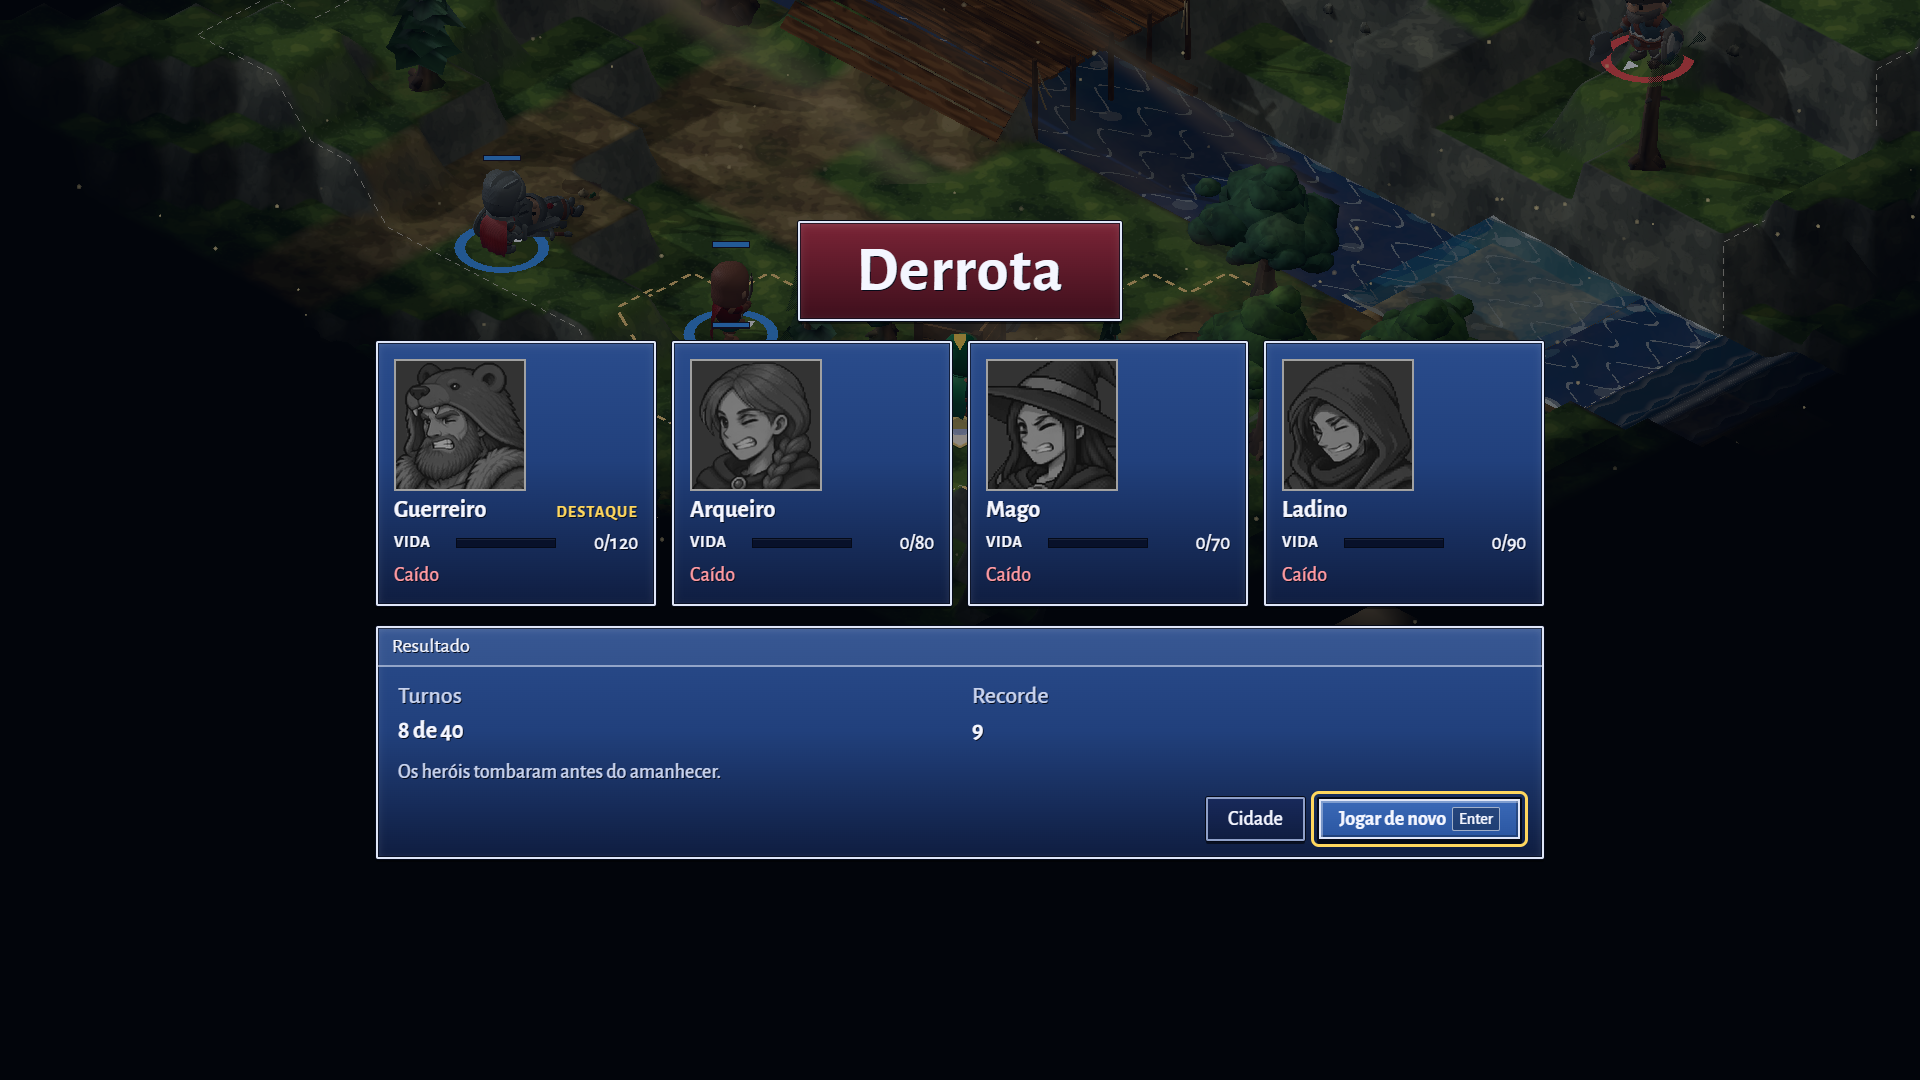 Derrota
Guerreiro DESTAQUE
VIDA 0/120
Caído
Arqueiro
VIDA 0/80
Caído
Mago
VIDA 0/70
Caído
Ladino
VIDA 0/90
Caído
Resultado
Turnos
8 de 40
Recorde
9
Os heróis tombaram antes do amanhecer.
Cidade
Jogar de novo Enter